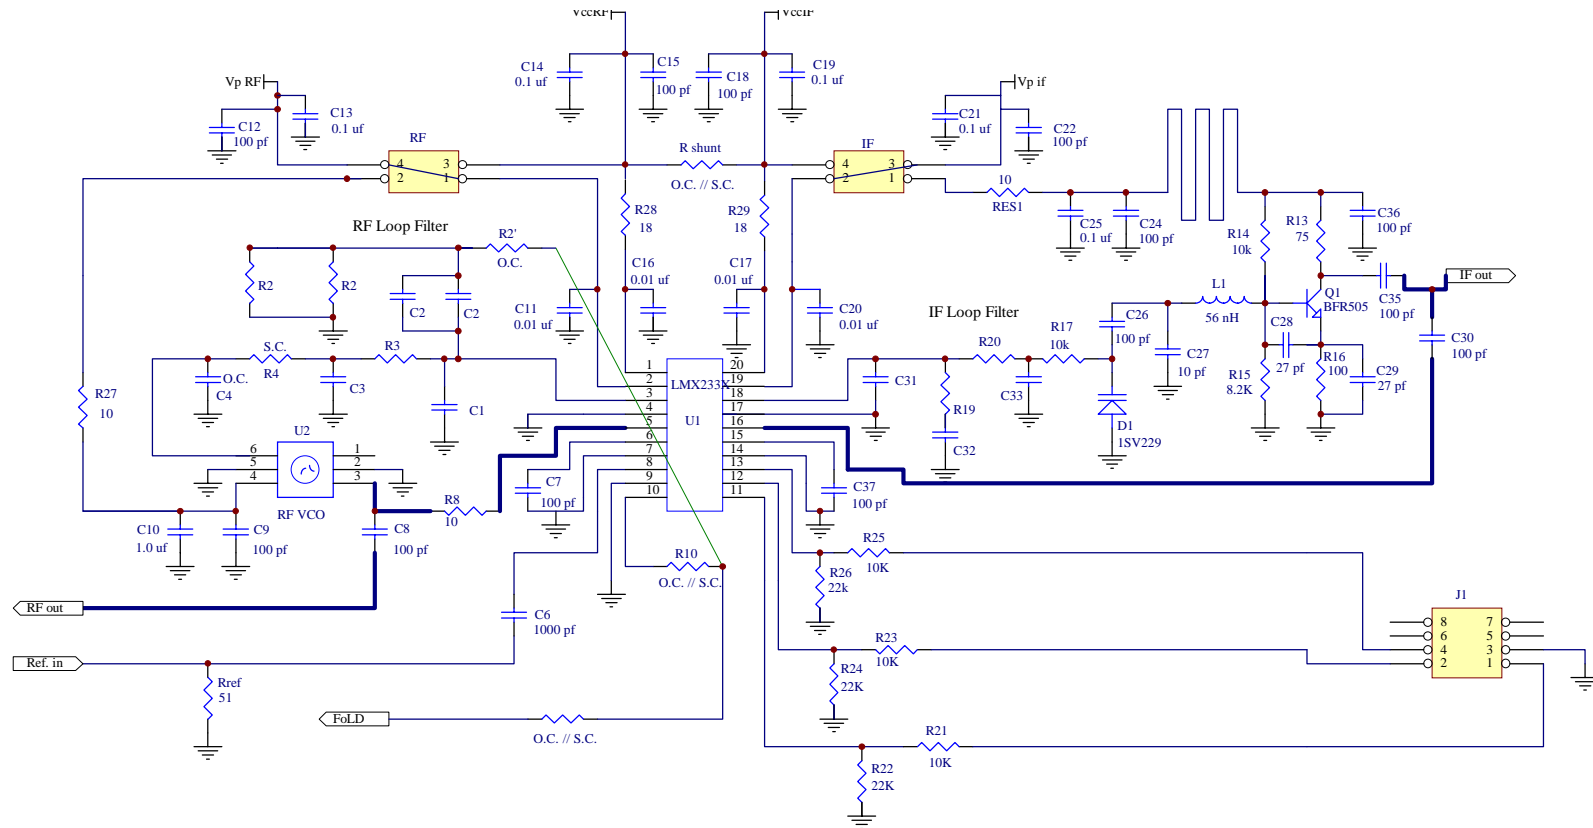 VccRF
VccIF
C14
0.1 uf
C15
100 pf
C18
100 pf
C19
0.1 uf
Vp RF
C12
100 pf
C13
0.1 uf
Vp if
C21
0.1 uf
C22
100 pf
RF
4 3
2 1
R shunt
O.C. // S.C.
IF
4 3
2 1
10
RES1
C25
0.1 uf
C24
100 pf
R14
10k
R13
75
C36
100 pf
R28
18
R29
18
RF Loop Filter
R2'
O.C.
R2
R2
C2
C2
C16
0.01 uf
C17
0.01 uf
C11
0.01 uf
C20
0.01 uf
IF Loop Filter
C26
100 pf
L1
56 nH
Q1
BFR505
C35
100 pf
IF out
C30
100 pf
S.C.
R4
R3
O.C.
C4
C3
C1
R27
10
R20
R17
10k
C31
C33
R19
C32
D1
1SV229
C27
10 pf
C28
27 pf
R15
8.2K
R16
100
C29
27 pf
LMX233X
U1
1 20
2 19
3 18
4 17
5 16
6 15
7 14
8 13
9 12
10 11
U2
6 1
5 2
4 3
RF VCO
R8
10
C7
100 pf
C37
100 pf
C10
1.0 uf
C9
100 pf
C8
100 pf
R10
O.C. // S.C.
R25
10K
R26
22k
RF out
C6
1000 pf
J1
8 7
6 5
4 3
2 1
R23
10K
R24
22K
Ref. in
Rref
51
FoLD
O.C. // S.C.
R21
10K
R22
22K